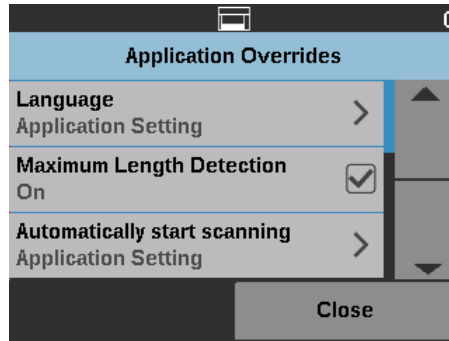 Application Overrides
Language
Application Setting
Maximum Length Detection
On
Automatically start scanning
Application Setting
Close